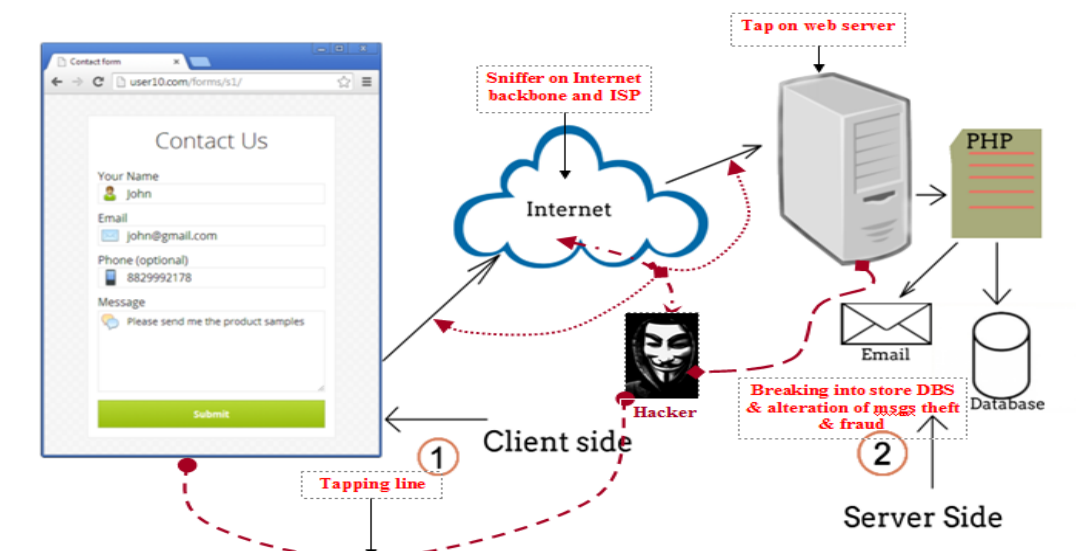 Tap on web server
Contact form
user10.com/forms/s1/
Sniffer on Internet
backbone and ISP
Contact Us
Your Name
John
Email
john@gmail.com
Phone (optional)
8829992178
Message
Please send me the product samples
Submit
Internet
PHP
Email
Database
Hacker
Breaking into store DBS
& alteration of msgs theft
& fraud
Client side
1
2
Tapping line
Server Side